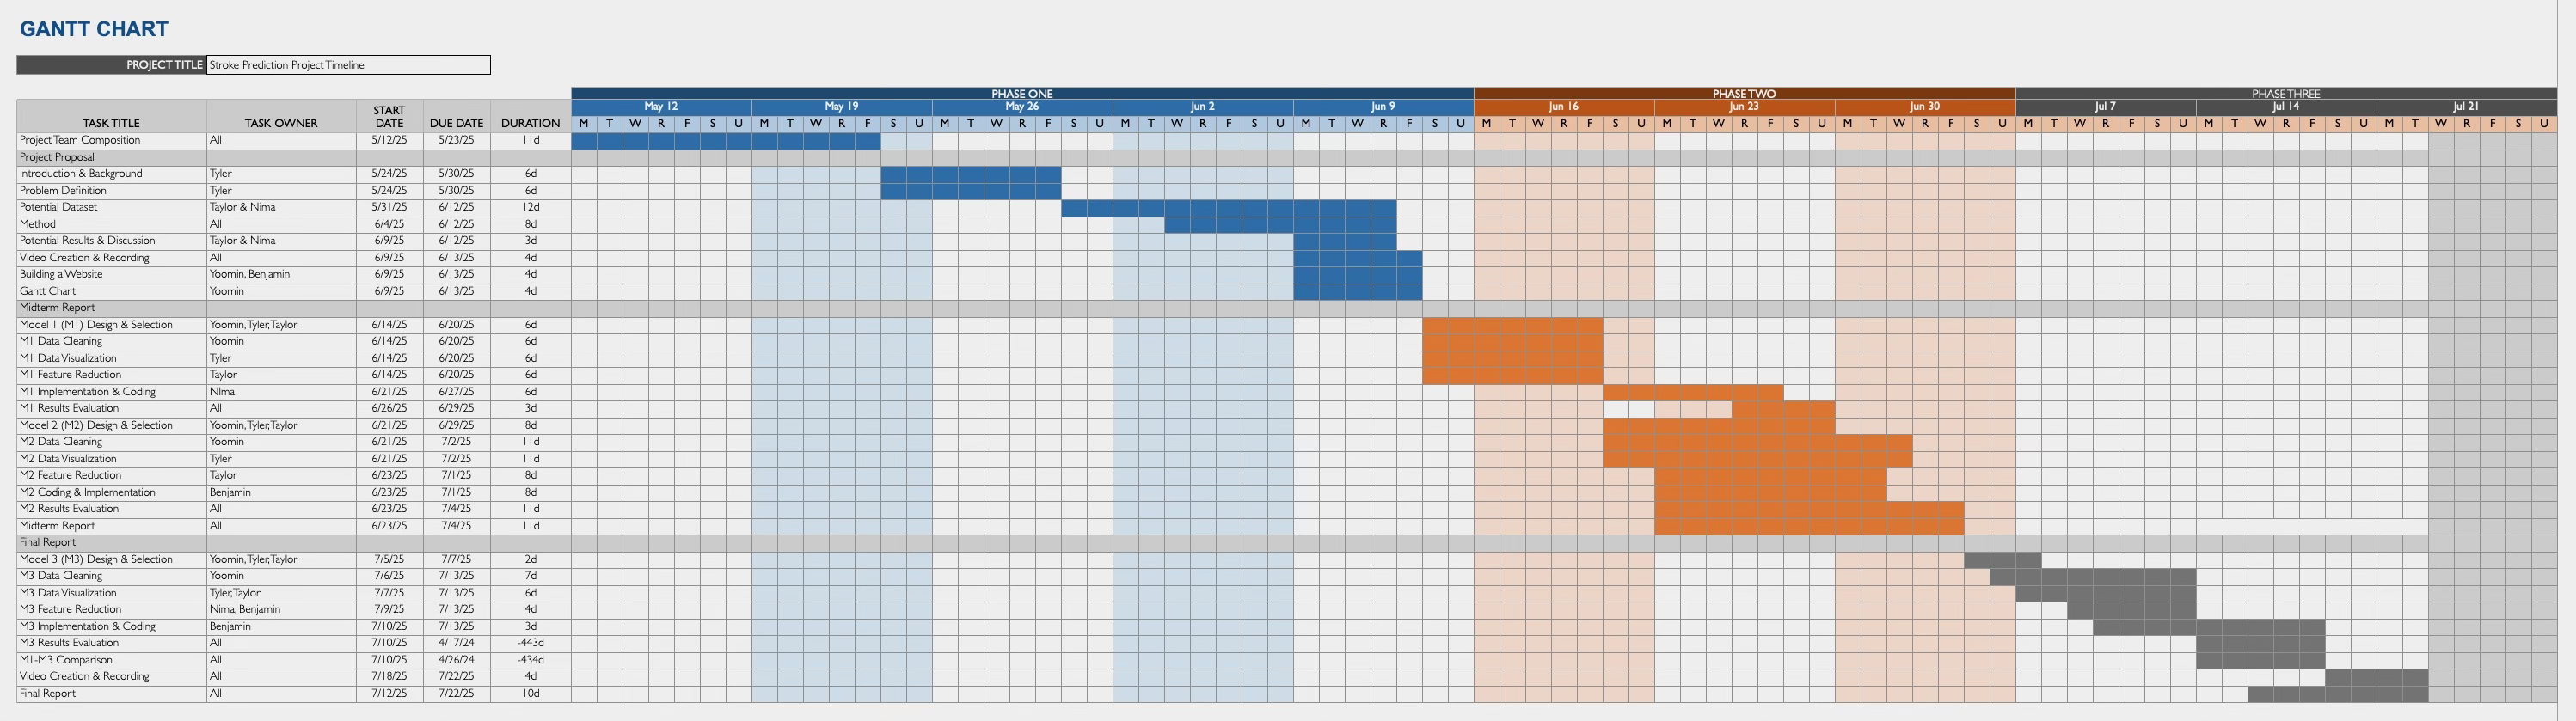 GANTT CHART
PROJECT TITLE Stroke Prediction Project Timeline
PHASE ONE PHASE TWO PHASE THREE
May 12 May 19 May 26 Jun 2 Jun 9 Jun 16 Jun 23 Jun 30 Jul 7 Jul 14 Jul 21
TASK TITLE TASK OWNER START DATE DUE DATE DURATION M T W R F S U M T W R F S U M T W R F S U M T W R F S U M T W R F S U M T W R F S U M T W R F S U M T W R F S U M T W R F S U M T W R F S U M T W R F S U
Project Team Composition All 5/12/25 5/23/25 11d
Project Proposal
Introduction & Background Tyler 5/24/25 5/30/25 6d
Problem Definition Tyler 5/24/25 5/30/25 6d
Potential Dataset Taylor & Nima 5/31/25 6/12/25 12d
Method All 6/4/25 6/12/25 8d
Potential Results & Discussion Taylor & Nima 6/9/25 6/12/25 3d
Video Creation & Recording All 6/9/25 6/13/25 4d
Building a Website Yoomin, Benjamin 6/9/25 6/13/25 4d
Gantt Chart Yoomin 6/9/25 6/13/25 4d
Midterm Report
Model 1 (M1) Design & Selection Yoomin,Tyler,Taylor 6/14/25 6/20/25 6d
M1 Data Cleaning Yoomin 6/14/25 6/20/25 6d
M1 Data Visualization Tyler 6/14/25 6/20/25 6d
M1 Feature Reduction Taylor 6/14/25 6/20/25 6d
M1 Implementation & Coding NIma 6/21/25 6/27/25 6d
M1 Results Evaluation All 6/26/25 6/29/25 3d
Model 2 (M2) Design & Selection Yoomin,Tyler,Taylor 6/21/25 6/29/25 8d
M2 Data Cleaning Yoomin 6/21/25 7/2/25 11d
M2 Data Visualization Tyler 6/21/25 7/2/25 11d
M2 Feature Reduction Taylor 6/23/25 7/1/25 8d
M2 Coding & Implementation Benjamin 6/23/25 7/1/25 8d
M2 Results Evaluation All 6/23/25 7/4/25 11d
Midterm Report All 6/23/25 7/4/25 11d
Final Report
Model 3 (M3) Design & Selection Yoomin,Tyler,Taylor 7/5/25 7/7/25 2d
M3 Data Cleaning Yoomin 7/6/25 7/13/25 7d
M3 Data Visualization Tyler,Taylor 7/7/25 7/13/25 6d
M3 Feature Reduction Nima, Benjamin 7/9/25 7/13/25 4d
M3 Implementation & Coding Benjamin 7/10/25 7/13/25 3d
M3 Results Evaluation All 7/10/25 4/17/24 -443d
M1-M3 Comparison All 7/10/25 4/26/24 -434d
Video Creation & Recording All 7/18/25 7/22/25 4d
Final Report All 7/12/25 7/22/25 10d